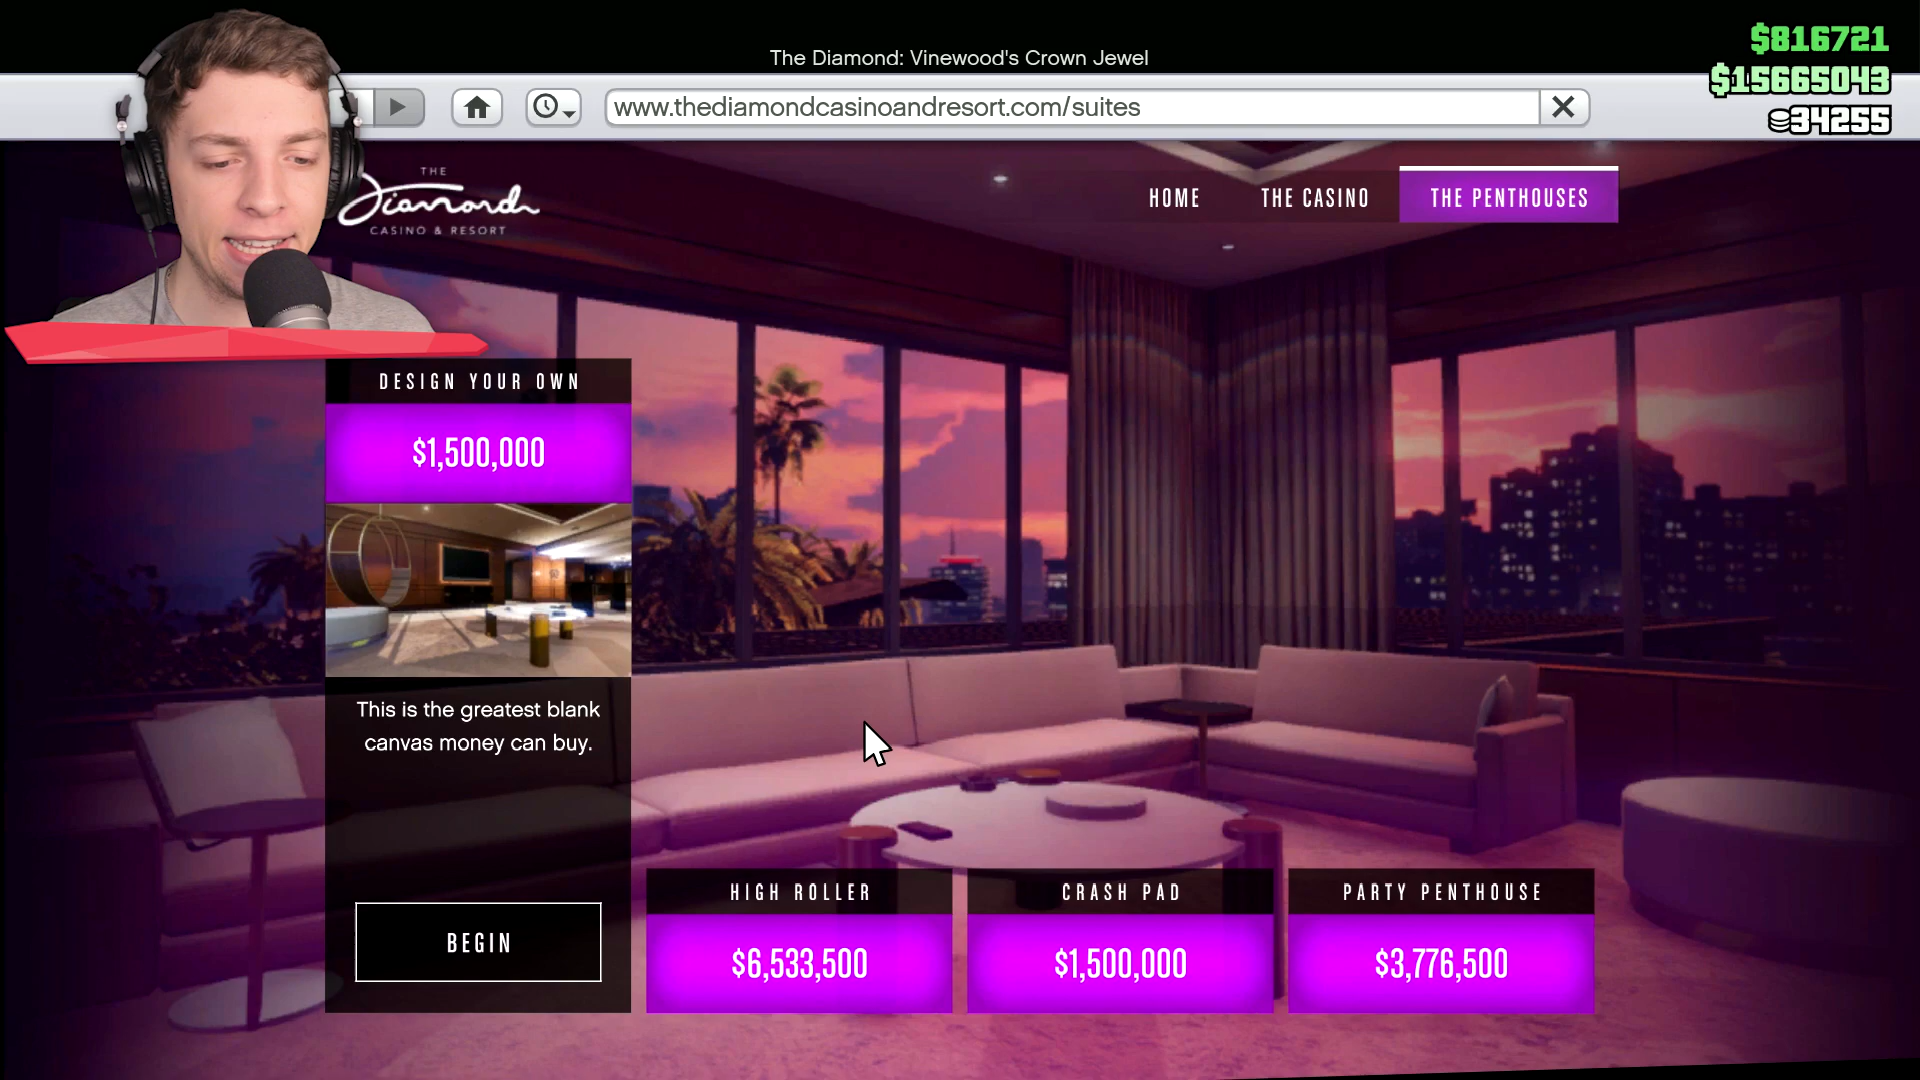 The Diamond: Vinewood's Crown Jewel
$816721
$15665043
34255
www.thediamondcasinoandresort.com/suites
THE
Diamond
CASINO & RESORT
HOME
THE CASINO
THE PENTHOUSES
DESIGN YOUR OWN
$1,500,000
This is the greatest blank
canvas money can buy.
BEGIN
HIGH ROLLER
$6,533,500
CRASH PAD
$1,500,000
PARTY PENTHOUSE
$3,776,500